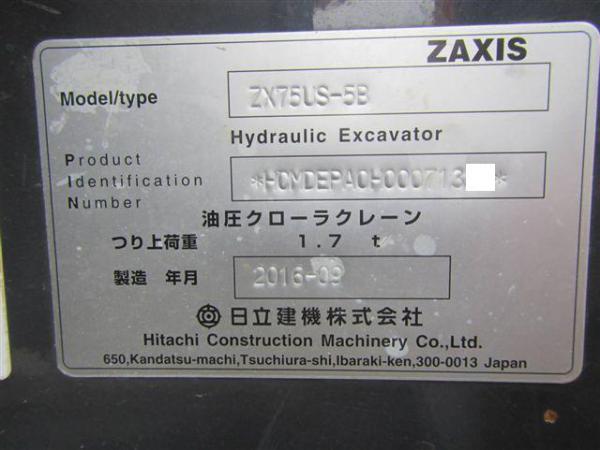 ZAXIS
Model/type ZX75US-5B
Hydraulic Excavator
Product
Identification *HCMDEPA0H000713 *
Number
油圧クローラクレーン
つり上荷重 1.7 t
製造 年月 2016-09
日立建機株式会社
Hitachi Construction Machinery Co.,Ltd.
650,Kandatsu-machi,Tsuchiura-shi,Ibaraki-ken,300-0013 Japan